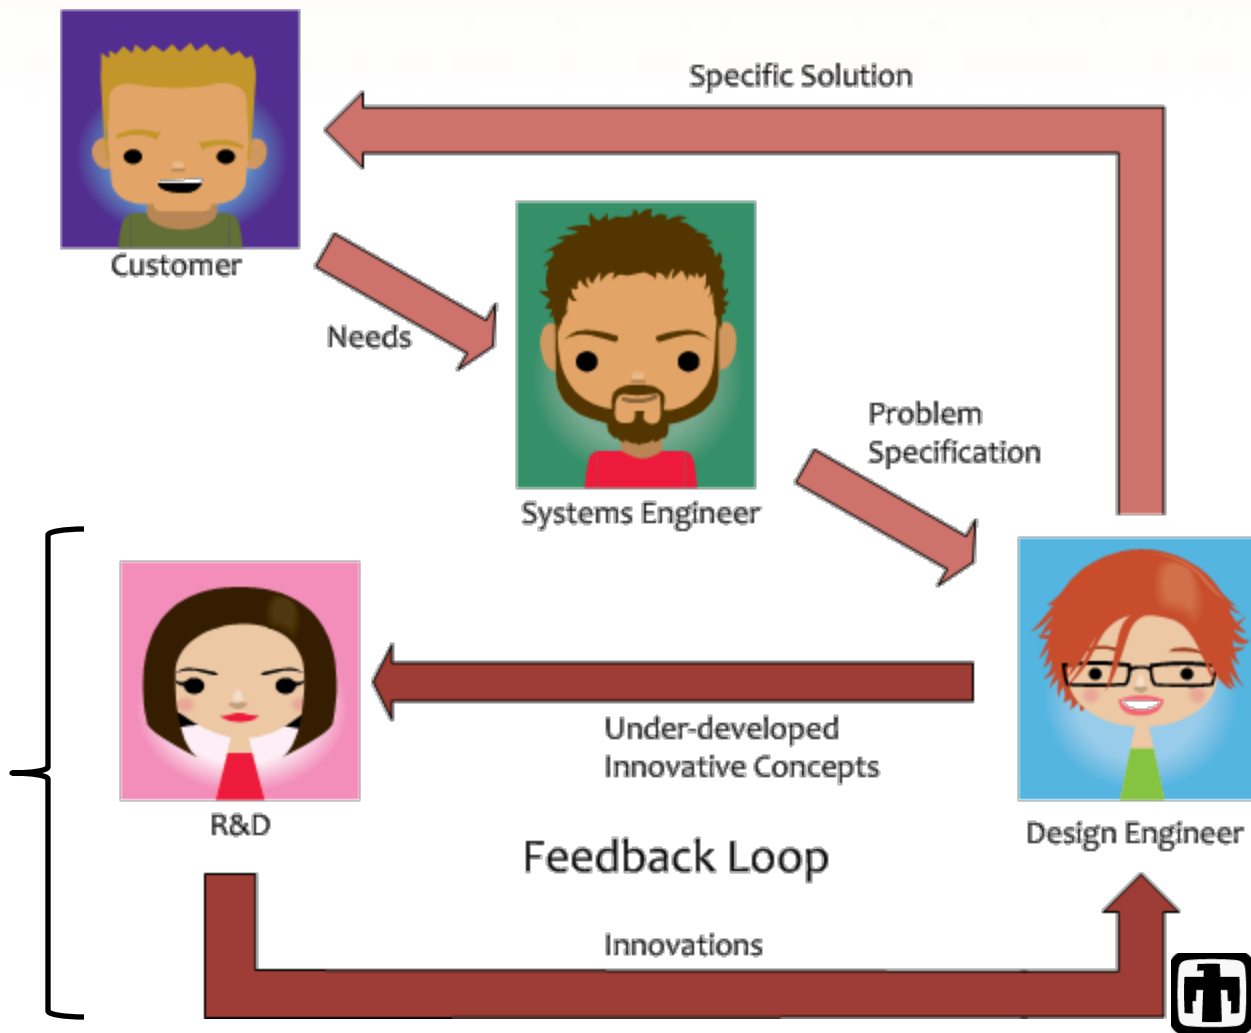 Specific Solution
Customer
Needs
Problem
Specification
Systems Engineer
Under-developed
Innovative Concepts
R&D
Design Engineer
Feedback Loop
Innovations